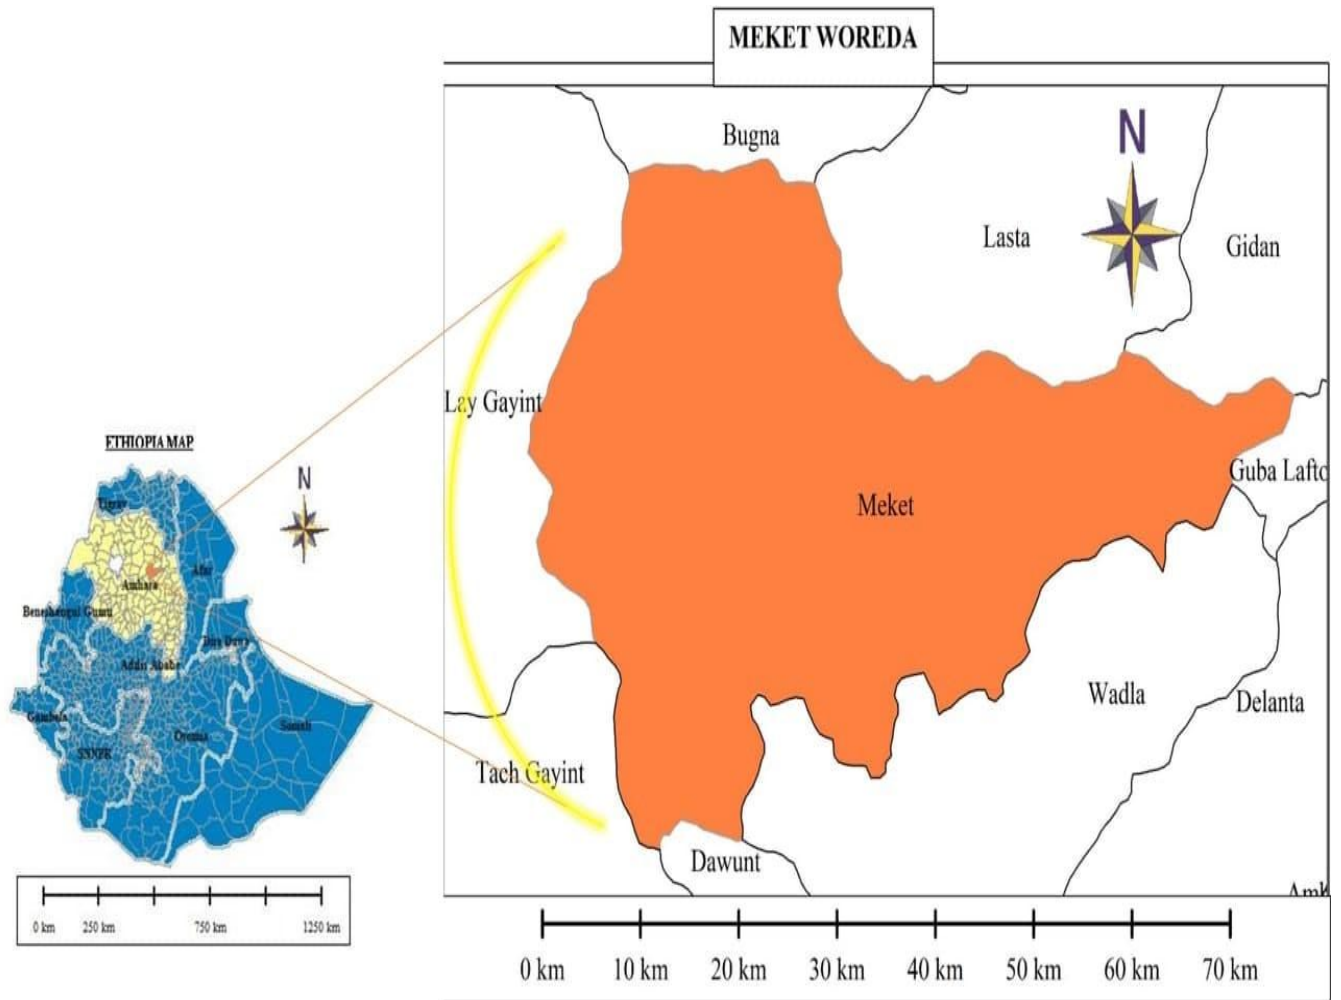 MEKET WOREDA
Bugna
N
Lasta
Gidan
Lay Gayint
ETHIOPIA MAP
N
Guba Lafto
Meket
Tigray
Afar
Amhara
Beneshangul Gumu
Dire Dawa
Addis Ababa
Wadla
Delanta
Gambela
Somali
Oromia
SNNPR
Tach Gayint
Dawunt
0 km 250 km 750 km 1250 km
0 km 10 km 20 km 30 km 40 km 50 km 60 km 70 km